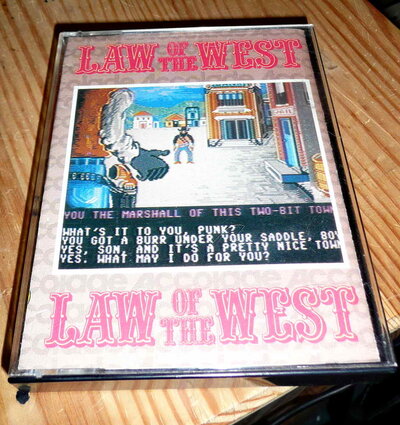 LAW OF THE WEST
YOU THE MARSHALL OF THIS TWO-BIT TOWN
WHAT'S IT TO YOU, PUNK?
YOU GOT A BURR UNDER YOUR SADDLE, BOY
YES, SON, AND IT'S A PRETTY NICE TOWN
YES. WHAT MAY I DO FOR YOU?
LAW OF THE WEST